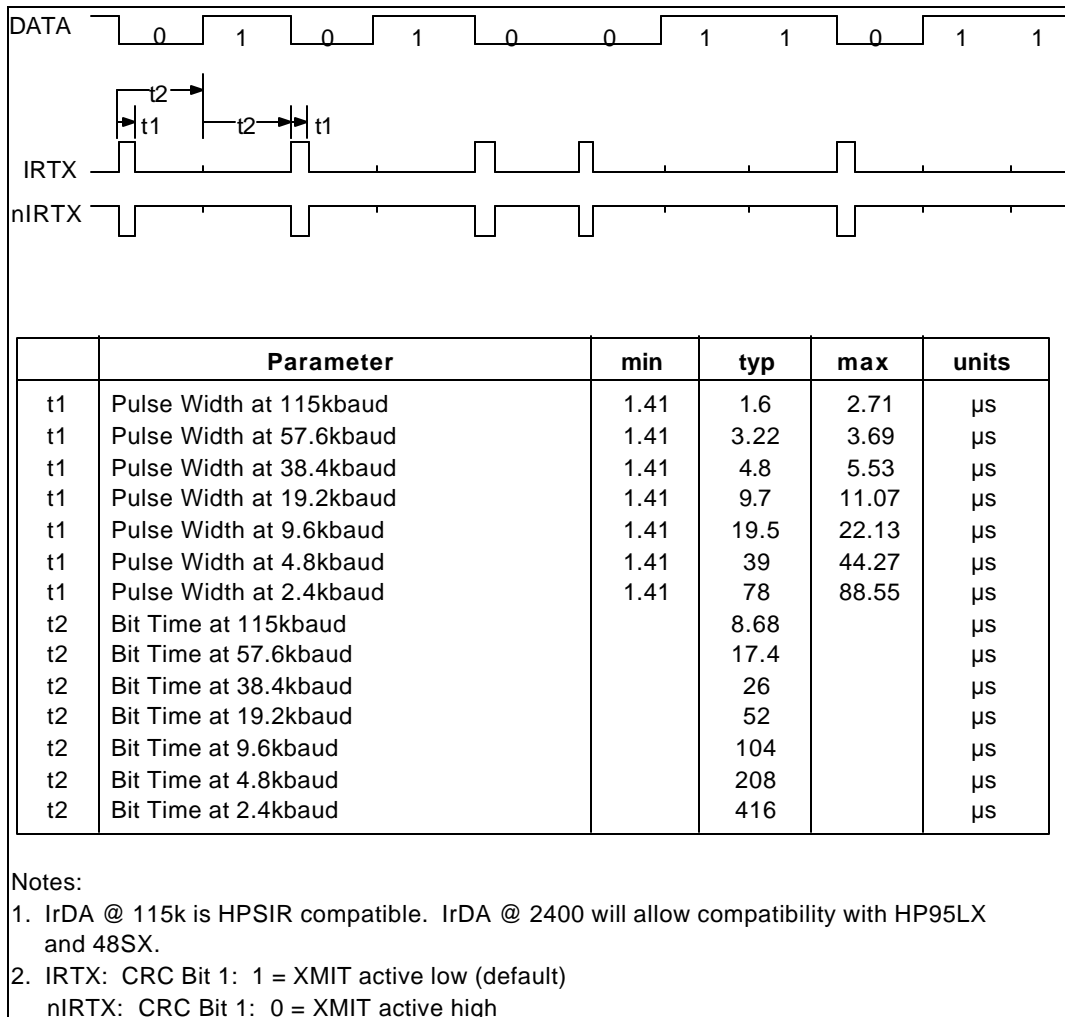 DATA 0 1 0 1 0 0 1 1 0 1 1
t2
t1 t2 t1
IRTX
nIRTX
Parameter min typ max units
t1 Pulse Width at 115kbaud 1.41 1.6 2.71 µs
t1 Pulse Width at 57.6kbaud 1.41 3.22 3.69 µs
t1 Pulse Width at 38.4kbaud 1.41 4.8 5.53 µs
t1 Pulse Width at 19.2kbaud 1.41 9.7 11.07 µs
t1 Pulse Width at 9.6kbaud 1.41 19.5 22.13 µs
t1 Pulse Width at 4.8kbaud 1.41 39 44.27 µs
t1 Pulse Width at 2.4kbaud 1.41 78 88.55 µs
t2 Bit Time at 115kbaud 8.68 µs
t2 Bit Time at 57.6kbaud 17.4 µs
t2 Bit Time at 38.4kbaud 26 µs
t2 Bit Time at 19.2kbaud 52 µs
t2 Bit Time at 9.6kbaud 104 µs
t2 Bit Time at 4.8kbaud 208 µs
t2 Bit Time at 2.4kbaud 416 µs
Notes:
1. IrDA @ 115k is HPSIR compatible. IrDA @ 2400 will allow compatibility with HP95LX
and 48SX.
2. IRTX: CRC Bit 1: 1 = XMIT active low (default)
nIRTX: CRC Bit 1: 0 = XMIT active high